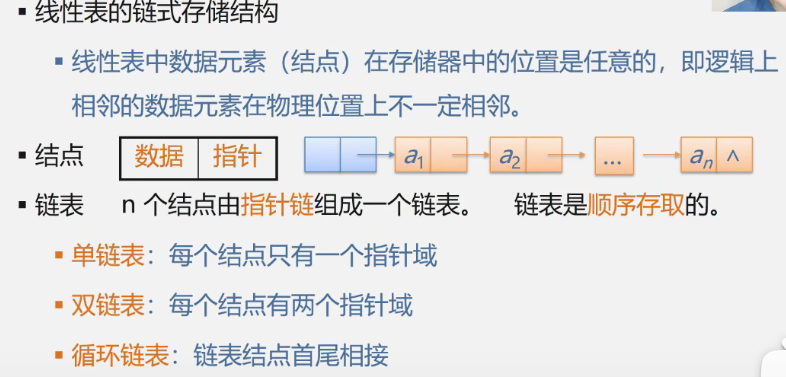 ▪ 线性表的链式存储结构
▪ 线性表中数据元素（结点）在存储器中的位置是任意的，即逻辑上
相邻的数据元素在物理位置上不一定相邻。
▪ 结点 数据 指针 a1 a2 ... an ∧
▪ 链表 n 个结点由指针链组成一个链表。 链表是顺序存取的。
▪ 单链表：每个结点只有一个指针域
▪ 双链表：每个结点有两个指针域
▪ 循环链表：链表结点首尾相接